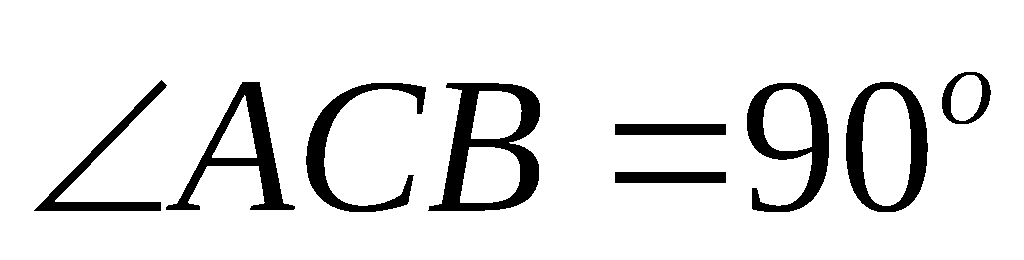 ∠ACB = 90°